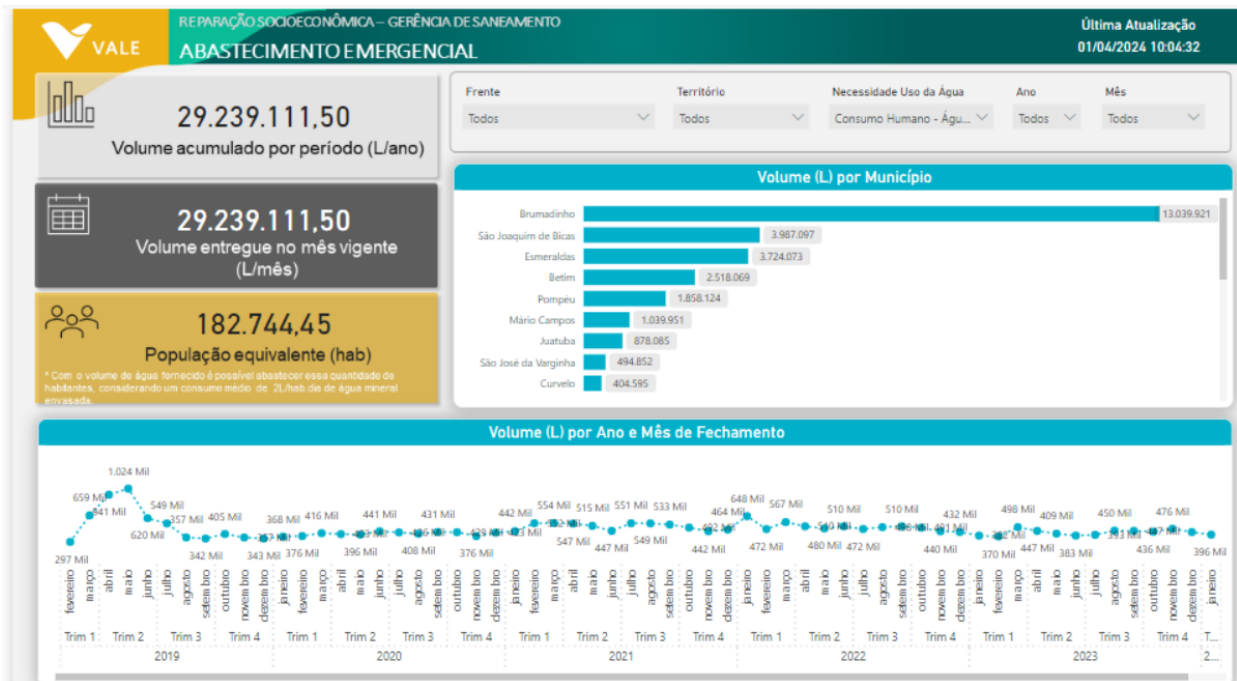 VALE
REPARAÇÃO SOCIOECONÔMICA – GERÊNCIA DE SANEAMENTO
ABASTECIMENTO EMERGENCIAL
Última Atualização
01/04/2024 10:04:32
29.239.111,50
Volume acumulado por período (L/ano)
29.239.111,50
Volume entregue no mês vigente
(L/mês)
182.744,45
População equivalente (hab)
* Com o volume de água fornecido é possível abastecer essa quantidade de
habitantes, considerando um consumo médio de 2L/hab.dia de água mineral
envasada.
Frente
Todos
Território
Todos
Necessidade Uso da Água
Consumo Humano - Águ...
Ano
Todos
Mês
Todos
Volume (L) por Município
Brumadinho 13.039.921
São Joaquim de Bicas 3.987.097
Esmeraldas 3.724.073
Betim 2.518.069
Pompéu 1.858.124
Mário Campos 1.039.951
Juatuba 878.085
São José da Varginha 494.852
Curvelo 404.595
Volume (L) por Ano e Mês de Fechamento
1.024 Mil
659 Mil 549 Mil 357 Mil 405 Mil 368 Mil 416 Mil 441 Mil 431 Mil 442 Mil 554 Mil 515 Mil 551 Mil 533 Mil 464 Mil 648 Mil 567 Mil 510 Mil 510 Mil 432 Mil 498 Mil 409 Mil 450 Mil 476 Mil
297 Mil 620 Mil 342 Mil 343 Mil 376 Mil 396 Mil 408 Mil 376 Mil 547 Mil 447 Mil 549 Mil 442 Mil 472 Mil 480 Mil 472 Mil 440 Mil 370 Mil 447 Mil 383 Mil 436 Mil 396 Mil
fevereiro março abril maio junho julho agosto setembro outubro novembro dezembro janeiro fevereiro março abril maio junho julho agosto setembro outubro novembro dezembro janeiro fevereiro março abril maio junho julho agosto setembro outubro novembro dezembro janeiro fevereiro março abril maio junho julho agosto setembro outubro novembro dezembro janeiro fevereiro março abril maio junho julho agosto setembro outubro novembro dezembro janeiro
Trim 1 Trim 2 Trim 3 Trim 4 Trim 1 Trim 2 Trim 3 Trim 4 Trim 1 Trim 2 Trim 3 Trim 4 Trim 1 Trim 2 Trim 3 Trim 4 Trim 1 Trim 2 Trim 3 Trim 4 T...
2019 2020 2021 2022 2023 2...